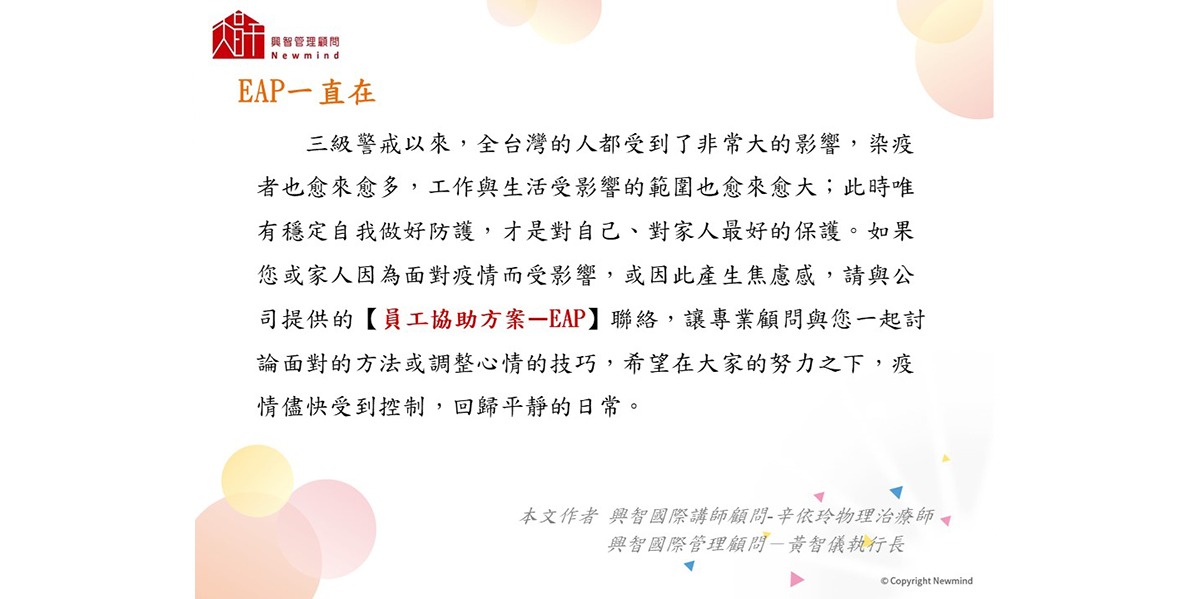 興智管理顧問
Newmind
EAP一直在
三級警戒以來，全台灣的人都受到了非常大的影響，染疫
者也愈來愈多，工作與生活受影響的範圍也愈來愈大；此時唯
有穩定自我做好防護，才是對自己、對家人最好的保護。如果
您或家人因為面對疫情而受影響，或因此產生焦慮感，請與公
司提供的【員工協助方案—EAP】聯絡，讓專業顧問與您一起討
論面對的方法或調整心情的技巧，希望在大家的努力之下，疫
情儘快受到控制，回歸平靜的日常。
本文作者 興智國際講師顧問-辛依玲物理治療師
興智國際管理顧問－黃智儀執行長
© Copyright Newmind